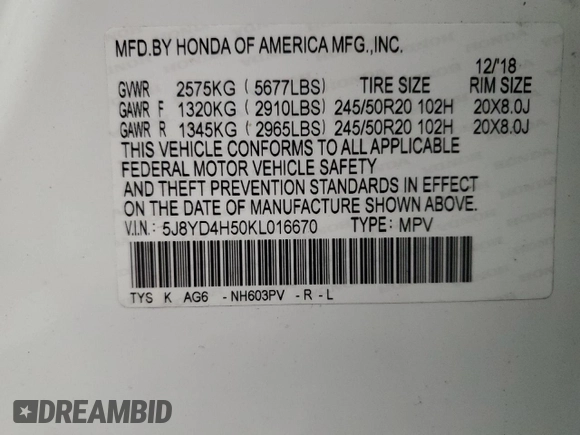 MFD.BY HONDA OF AMERICA MFG.,INC.
12/'18
GVWR 2575KG ( 5677LBS) TIRE SIZE RIM SIZE
GAWR F 1320KG ( 2910LBS) 245/50R20 102H 20X8.0J
GAWR R 1345KG ( 2965LBS) 245/50R20 102H 20X8.0J
THIS VEHICLE CONFORMS TO ALL APPLICABLE
FEDERAL MOTOR VEHICLE SAFETY
AND THEFT PREVENTION STANDARDS IN EFFECT
ON THE DATE OF MANUFACTURE SHOWN ABOVE.
V.I.N.: 5J8YD4H50KL016670 TYPE: MPV
TYS K AG6 -NH603PV -R-L
DREAMBID